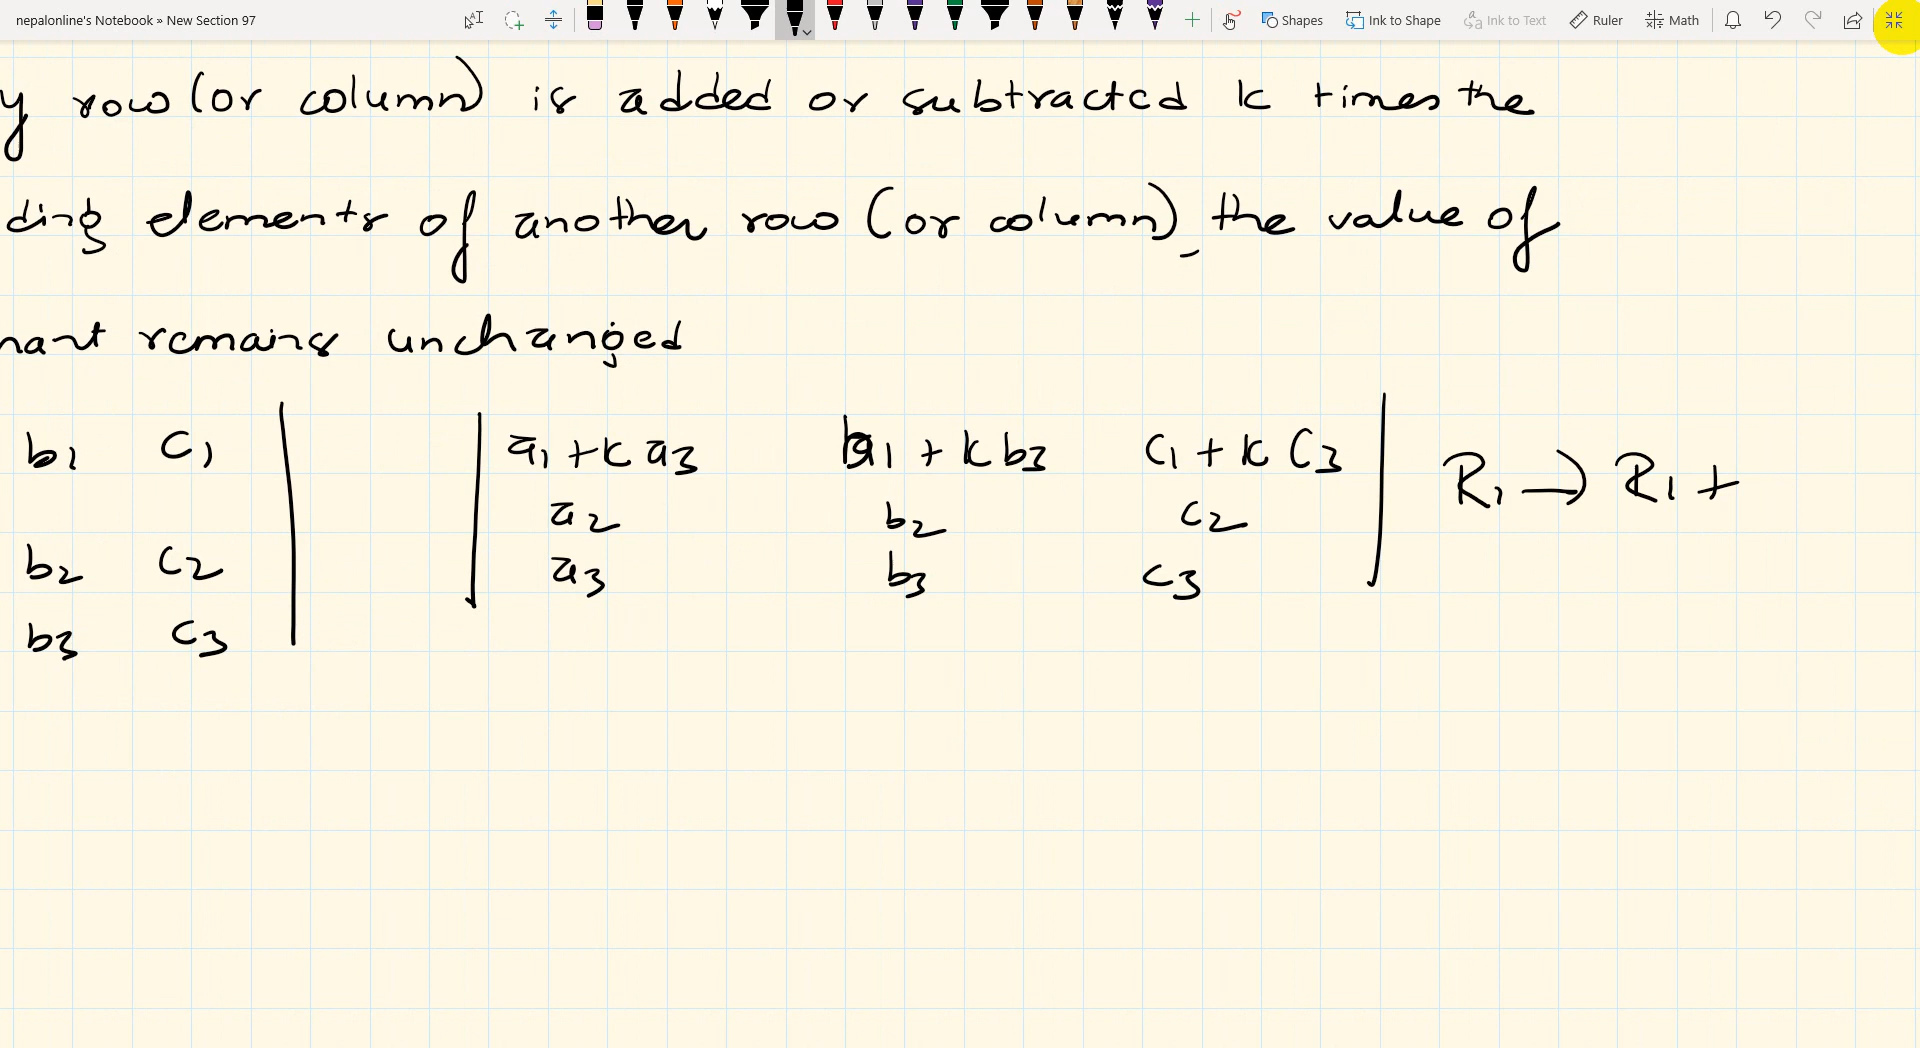 nepalonline's Notebook » New Section 97
Shapes Ink to Shape Ink to Text Ruler Math
y row (or column) is added or subtracted k times the
ding elements of another row (or column), the value of
nant remains unchanged
b1 c1 | | a1 + k a3 b1 + k b3 c1 + k c3 | R1 → R1 +
a2 b2 c2
b2 c2 a3 b3 c3
b3 c3